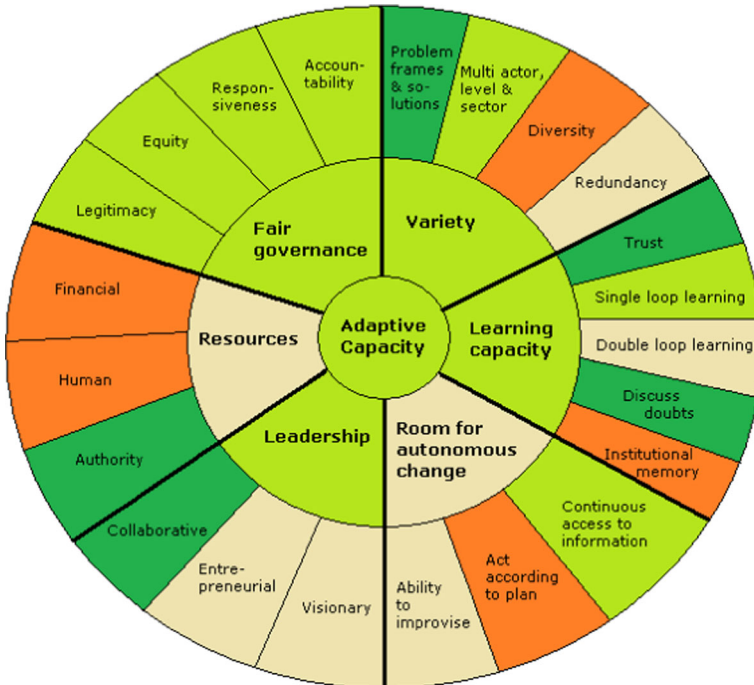 Problem
frames
& so-
lutions
Multi actor,
level &
sector
Diversity
Redundancy
Trust
Single loop learning
Double loop learning
Discuss
doubts
Institutional
memory
Continuous
access to
information
Act
according
to plan
Ability
to
improvise
Visionary
Entre-
preneurial
Collaborative
Authority
Human
Financial
Legitimacy
Equity
Respon-
siveness
Accoun-
tability
Fair
governance
Variety
Learning
capacity
Room for
autonomous
change
Leadership
Resources
Adaptive
Capacity